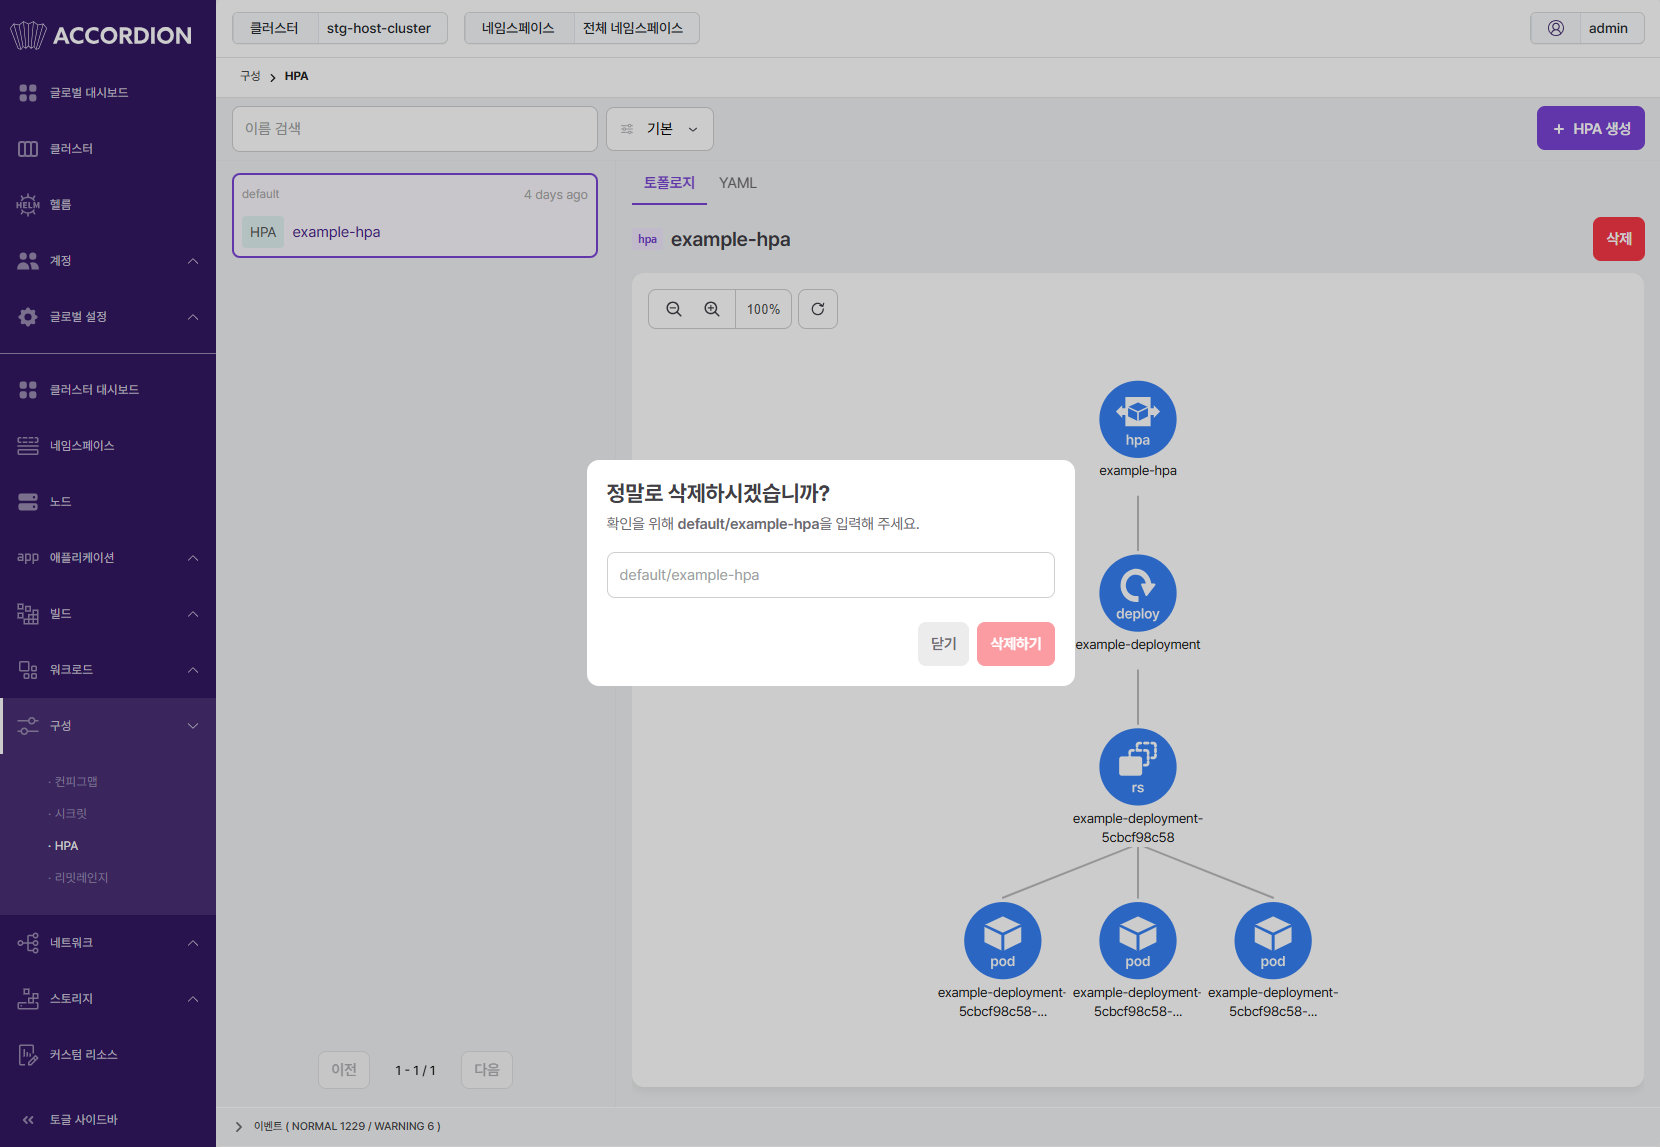 ACCORDION
글로벌 대시보드
클러스터
HELM 헬름
계정
글로벌 설정
클러스터 대시보드
네임스페이스
노드
app 애플리케이션
빌드
워크로드
구성
· 컨피그맵
· 시크릿
· HPA
· 리밋레인지
네트워크
스토리지
커스텀 리소스
토글 사이드바
클러스터 stg-host-cluster 네임스페이스 전체 네임스페이스 admin
구성 > HPA
이름 검색 기본 + HPA 생성
default 4 days ago
HPA example-hpa
토폴로지 YAML
hpa example-hpa 삭제
100%
hpa
example-hpa
deploy
example-deployment
rs
example-deployment-
5cbcf98c58
pod pod pod
example-deployment- example-deployment- example-deployment-
5cbcf98c58-... 5cbcf98c58-... 5cbcf98c58-...
정말로 삭제하시겠습니까?
확인을 위해 default/example-hpa을 입력해 주세요.
default/example-hpa
닫기 삭제하기
이전 1 - 1 / 1 다음
이벤트 ( NORMAL 1229 / WARNING 6 )